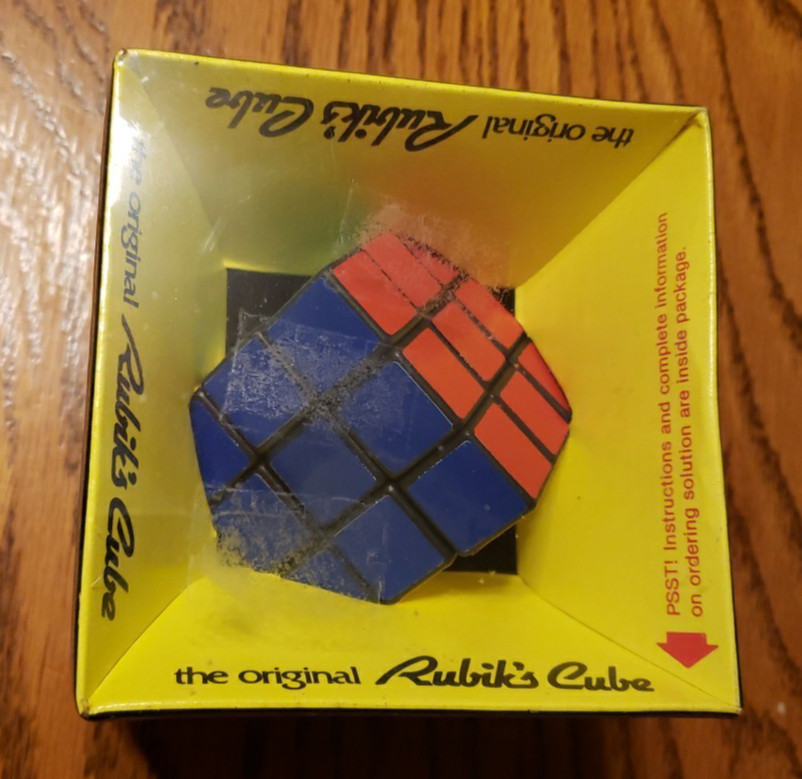 the original Rubik's Cube
the original Rubik's Cube
PSST! Instructions and complete information
on ordering solution are inside package.
the original Rubik's Cube